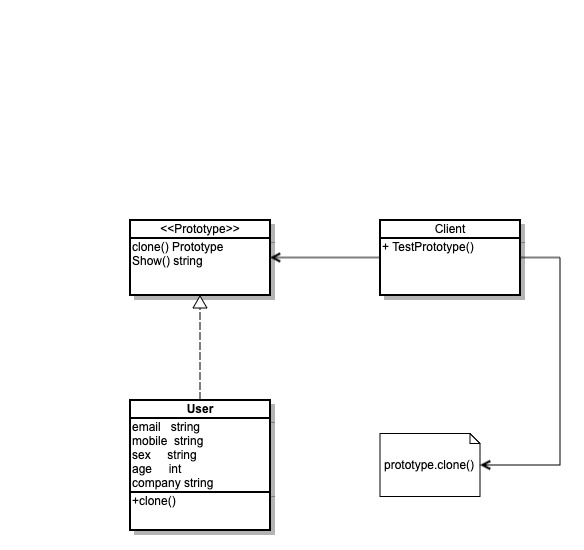 <<Prototype>>
clone() Prototype
Show() string
Client
+ TestPrototype()
User
email string
mobile string
sex string
age int
company string
+clone()
prototype.clone()